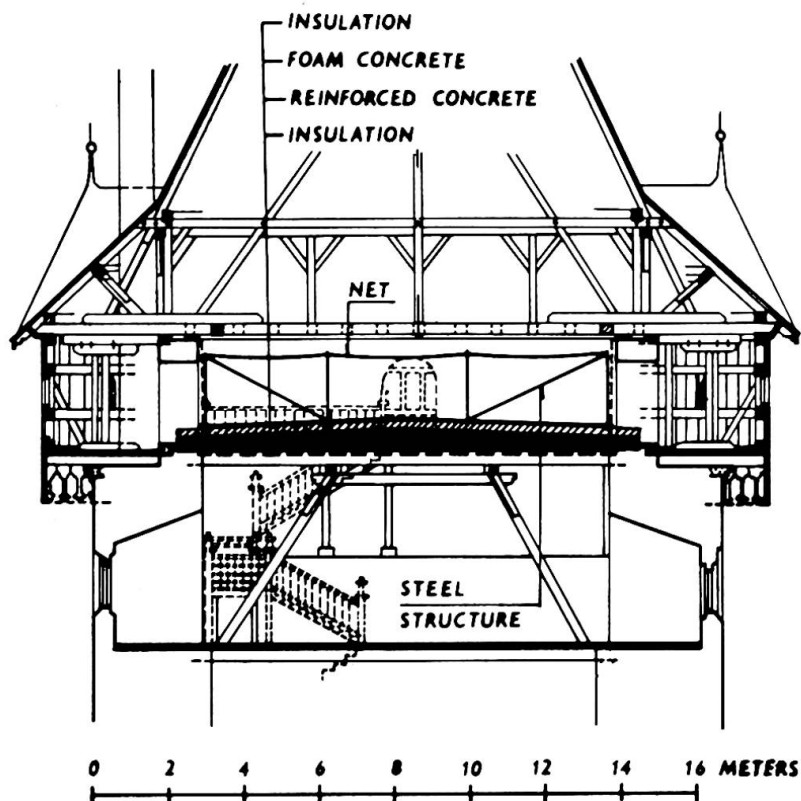 INSULATION
FOAM CONCRETE
REINFORCED CONCRETE
INSULATION
NET
STEEL
STRUCTURE
0 2 4 6 8 10 12 14 16 METERS